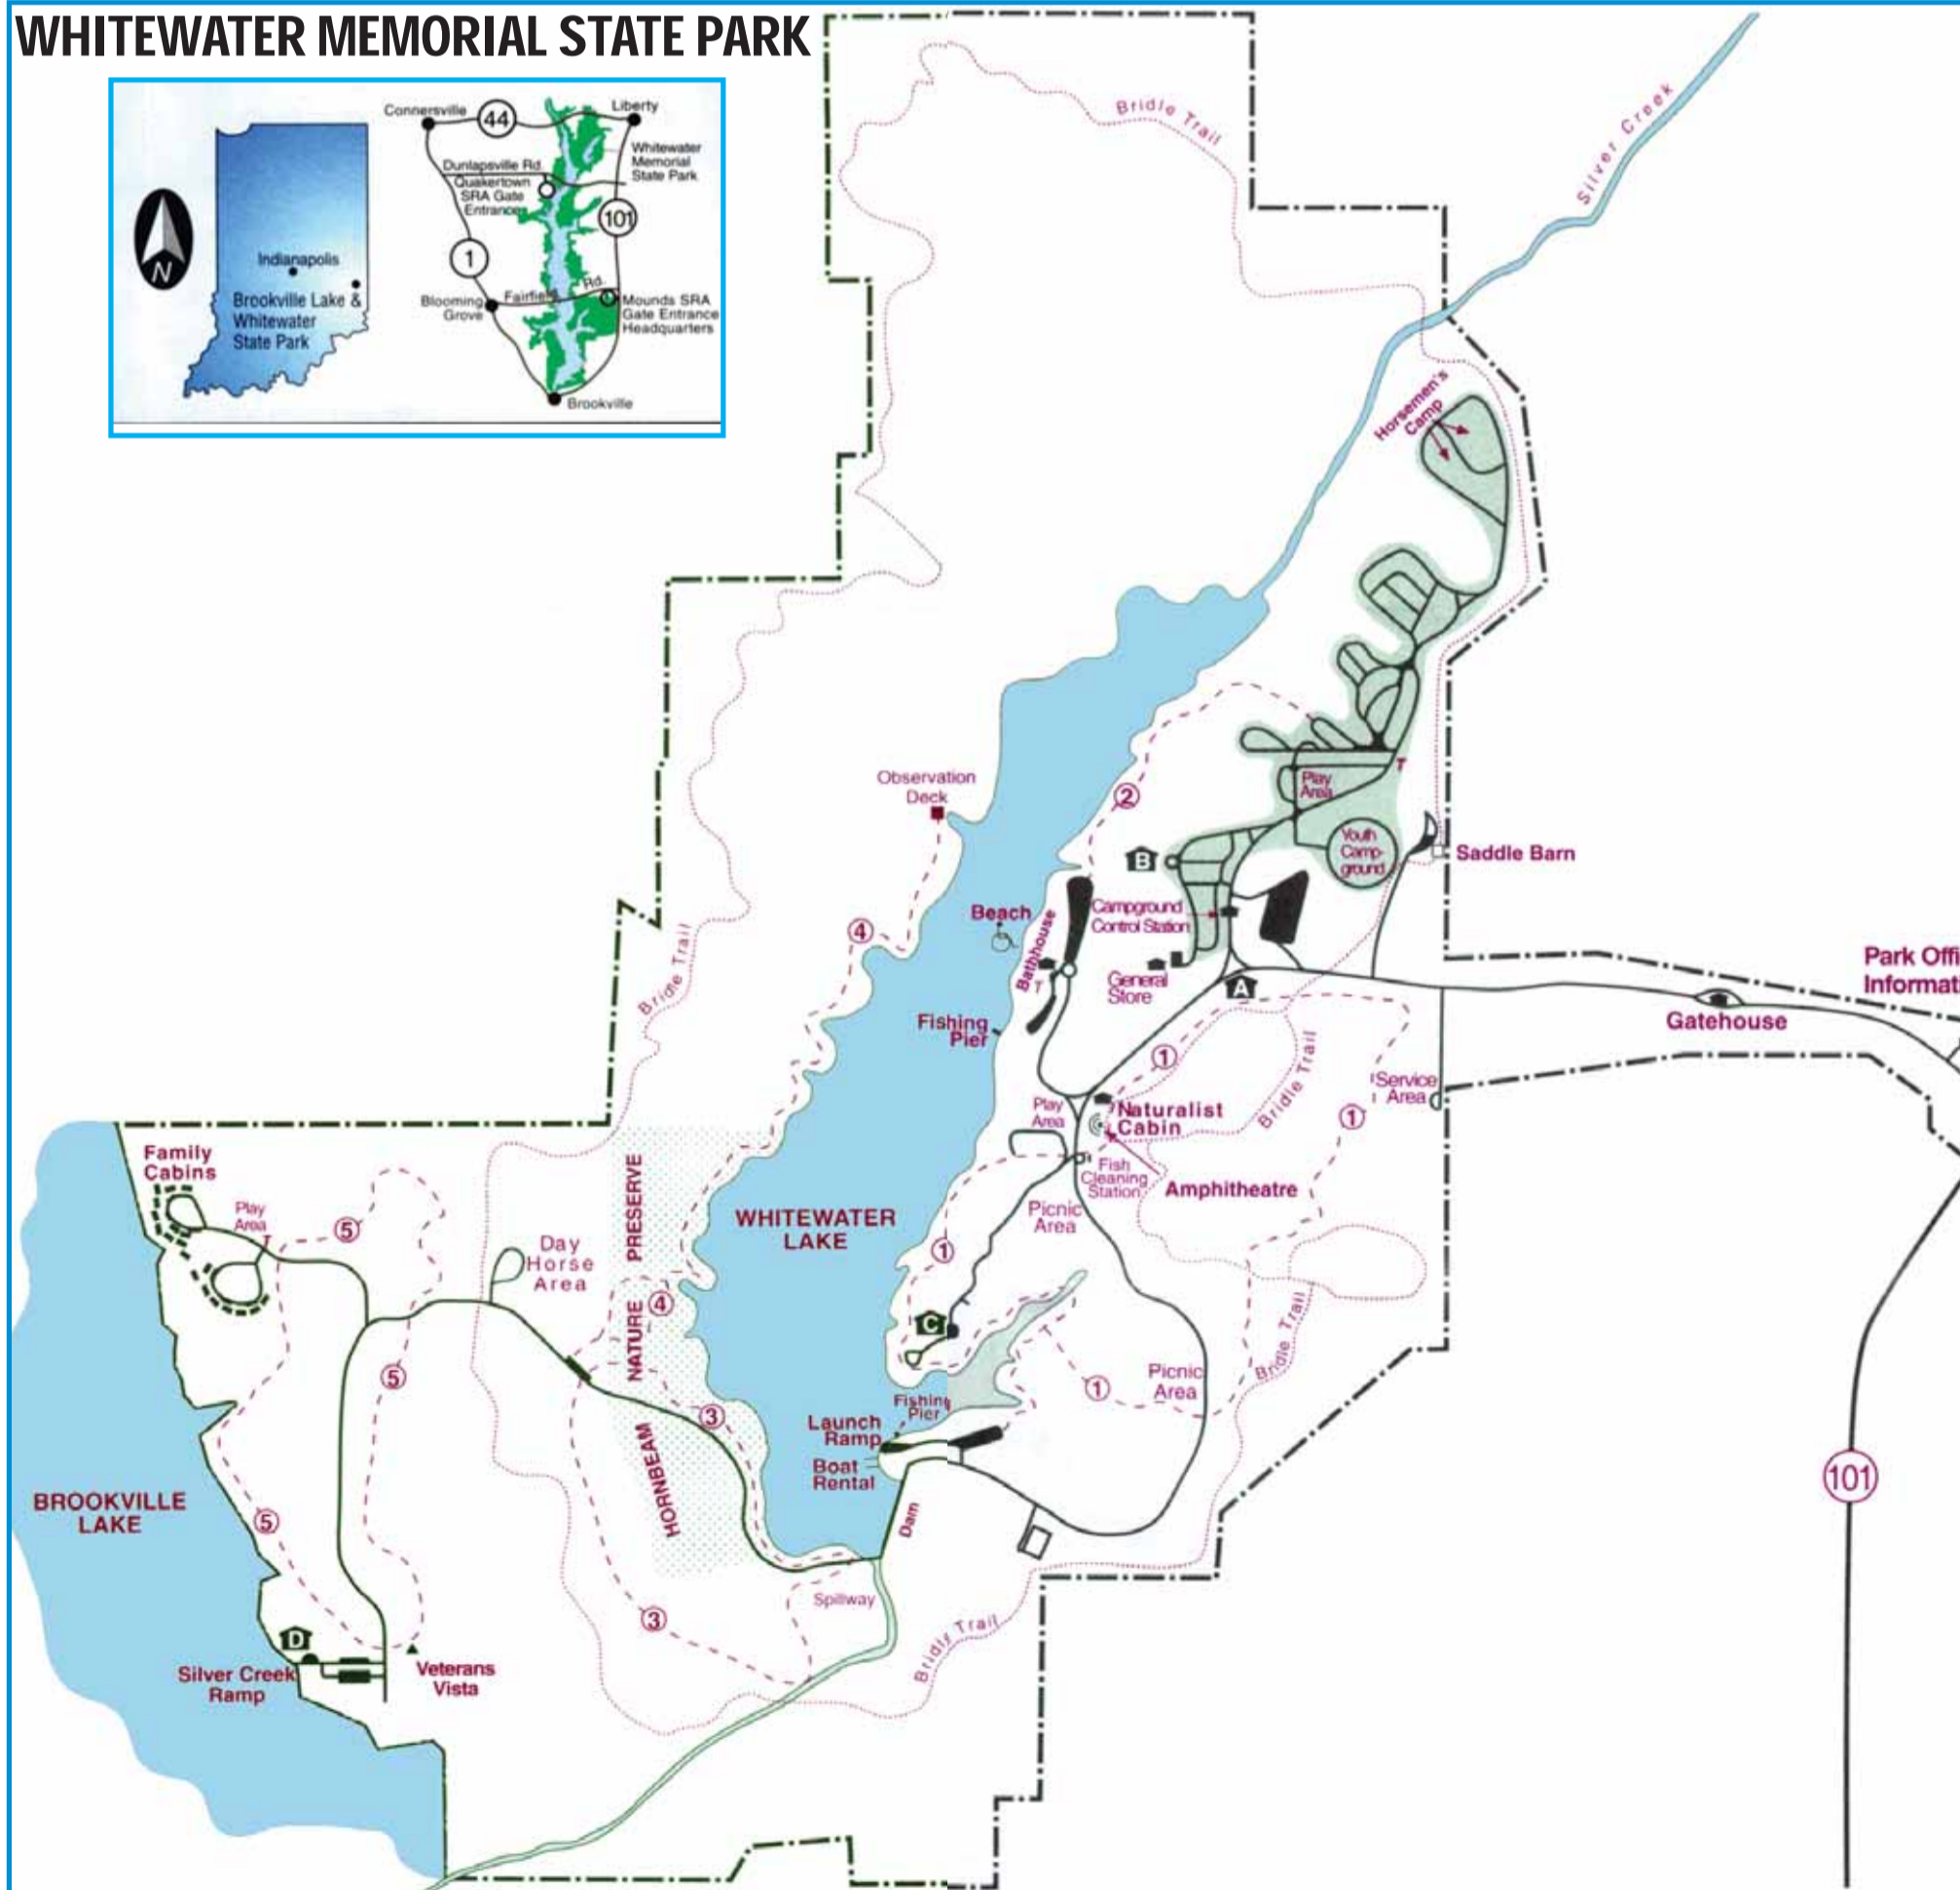 WHITEWATER MEMORIAL STATE PARK
Connersville
44
Liberty
Whitewater
Memorial
State Park
Dunlapsville Rd.
Quakertown
SRA Gate
Entrance
101
1
Indianapolis
Brookville Lake &
Whitewater
State Park
N
Blooming
Grove
Fairfield Rd.
Mounds SRA
Gate Entrance
Headquarters
Brookville
Bridle Trail
Silver Creek
Horsemen's
Camp
Observation
Deck
2
Play
Area
T
Youth
Camp-
ground
B
Saddle Barn
Beach
Bathhouse
T
Campground
Control Station
4
General
Store
A
Bridle Trail
Park Offi
Informat
Gatehouse
Fishing
Pier
1
Bridle Trail
Service
Area
Play
Area
Naturalist
Cabin
1
Fish
Cleaning
Station
Amphitheatre
Picnic
Area
Family
Cabins
Play
Area
T
5
Day
Horse
Area
NATURE PRESERVE
HORNBEAM
WHITEWATER
LAKE
1
4
C
Bridle Trail
5
1
Picnic
Area
3
Fishing
Pier
Launch
Ramp
Boat
Rental
Dam
101
BROOKVILLE
LAKE
5
Spillway
3
Bridle Trail
D
Silver Creek
Ramp
Veterans
Vista